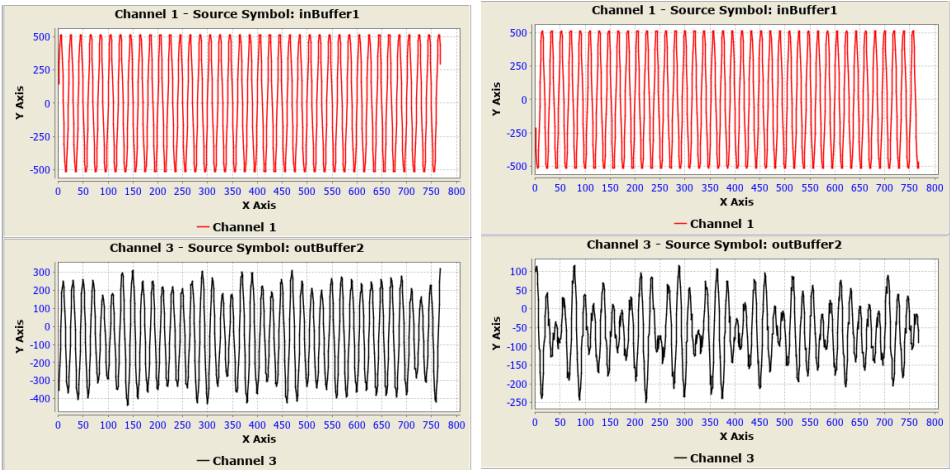 Channel 1 - Source Symbol: inBuffer1
Y Axis
500
250
0
-250
-500
0 50 100 150 200 250 300 350 400 450 500 550 600 650 700 750 800
X Axis
Channel 1
Channel 3 - Source Symbol: outBuffer2
Y Axis
300
200
100
0
-100
-200
-300
-400
0 50 100 150 200 250 300 350 400 450 500 550 600 650 700 750 800
X Axis
Channel 3
Channel 1 - Source Symbol: inBuffer1
Y Axis
500
250
0
-250
-500
0 50 100 150 200 250 300 350 400 450 500 550 600 650 700 750 800
X Axis
Channel 1
Channel 3 - Source Symbol: outBuffer2
Y Axis
100
50
0
-50
-100
-150
-200
-250
0 50 100 150 200 250 300 350 400 450 500 550 600 650 700 750 800
X Axis
Channel 3